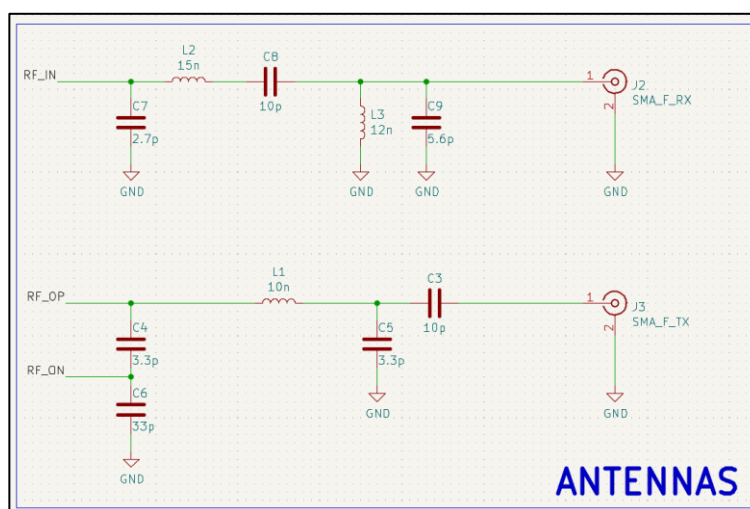 L2
15n
C8
10p
RF_IN
C7
2.7p
GND
L3
12n
GND
C9
5.6p
GND
1
2
J2
SMA_F_RX
GND
RF_OP
L1
10n
C3
10p
C4
3.3p
RF_ON
C6
33p
GND
C5
3.3p
GND
1
2
J3
SMA_F_TX
GND
ANTENNAS